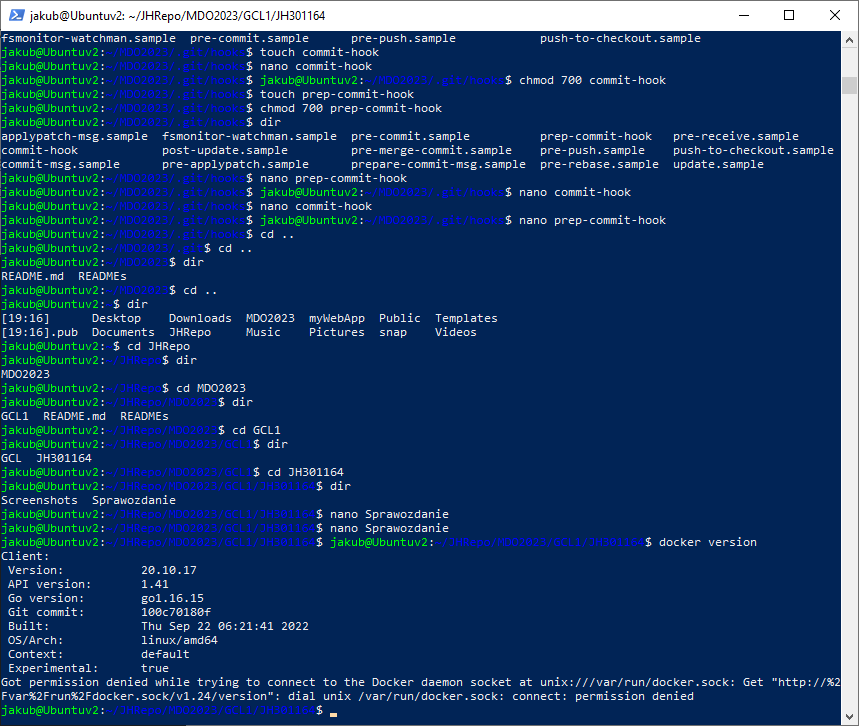 jakub@Ubuntuv2: ~/JHRepo/MDO2023/GCL1/JH301164
fsmonitor-watchman.sample  pre-commit.sample      pre-push.sample            push-to-checkout.sample
jakub@Ubuntuv2:~/MDO2023/.git/hooks$ touch commit-hook
jakub@Ubuntuv2:~/MDO2023/.git/hooks$ nano commit-hook
jakub@Ubuntuv2:~/MDO2023/.git/hooks$ jakub@Ubuntuv2:~/MDO2023/.git/hooks$ chmod 700 commit-hook
jakub@Ubuntuv2:~/MDO2023/.git/hooks$ touch prep-commit-hook
jakub@Ubuntuv2:~/MDO2023/.git/hooks$ chmod 700 prep-commit-hook
jakub@Ubuntuv2:~/MDO2023/.git/hooks$ dir
applypatch-msg.sample  fsmonitor-watchman.sample  pre-commit.sample          prep-commit-hook   pre-receive.sample
commit-hook            post-update.sample         pre-merge-commit.sample    pre-push.sample    push-to-checkout.sample
commit-msg.sample      pre-applypatch.sample      prepare-commit-msg.sample  pre-rebase.sample  update.sample
jakub@Ubuntuv2:~/MDO2023/.git/hooks$ nano prep-commit-hook
jakub@Ubuntuv2:~/MDO2023/.git/hooks$ jakub@Ubuntuv2:~/MDO2023/.git/hooks$ nano commit-hook
jakub@Ubuntuv2:~/MDO2023/.git/hooks$ nano commit-hook
jakub@Ubuntuv2:~/MDO2023/.git/hooks$ jakub@Ubuntuv2:~/MDO2023/.git/hooks$ nano prep-commit-hook
jakub@Ubuntuv2:~/MDO2023/.git/hooks$ cd ..
jakub@Ubuntuv2:~/MDO2023/.git$ cd ..
jakub@Ubuntuv2:~/MDO2023$ dir
README.md  READMEs
jakub@Ubuntuv2:~/MDO2023$ cd ..
jakub@Ubuntuv2:~$ dir
[19:16]      Desktop    Downloads  MDO2023  myWebApp  Public  Templates
[19:16].pub  Documents  JHRepo     Music    Pictures  snap    Videos
jakub@Ubuntuv2:~$ cd JHRepo
jakub@Ubuntuv2:~/JHRepo$ dir
MDO2023
jakub@Ubuntuv2:~/JHRepo$ cd MDO2023
jakub@Ubuntuv2:~/JHRepo/MDO2023$ dir
GCL1  README.md  READMEs
jakub@Ubuntuv2:~/JHRepo/MDO2023$ cd GCL1
jakub@Ubuntuv2:~/JHRepo/MDO2023/GCL1$ dir
GCL  JH301164
jakub@Ubuntuv2:~/JHRepo/MDO2023/GCL1$ cd JH301164
jakub@Ubuntuv2:~/JHRepo/MDO2023/GCL1/JH301164$ dir
Screenshots  Sprawozdanie
jakub@Ubuntuv2:~/JHRepo/MDO2023/GCL1/JH301164$ nano Sprawozdanie
jakub@Ubuntuv2:~/JHRepo/MDO2023/GCL1/JH301164$ nano Sprawozdanie
jakub@Ubuntuv2:~/JHRepo/MDO2023/GCL1/JH301164$ jakub@Ubuntuv2:~/JHRepo/MDO2023/GCL1/JH301164$ docker version
Client:
 Version:           20.10.17
 API version:       1.41
 Go version:        go1.16.15
 Git commit:        100c70180f
 Built:             Thu Sep 22 06:21:41 2022
 OS/Arch:           linux/amd64
 Context:           default
 Experimental:      true
Got permission denied while trying to connect to the Docker daemon socket at unix:///var/run/docker.sock: Get "http://%2
Fvar%2Frun%2Fdocker.sock/v1.24/version": dial unix /var/run/docker.sock: connect: permission denied
jakub@Ubuntuv2:~/JHRepo/MDO2023/GCL1/JH301164$